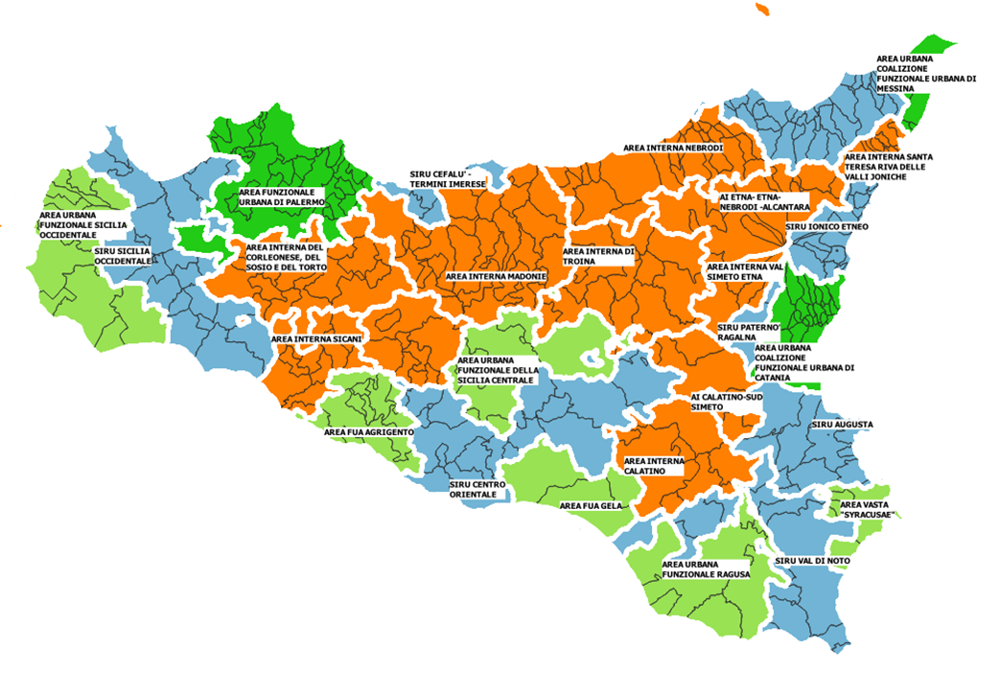 AREA URBANA
COALIZIONE
FUNZIONALE URBANA DI
MESSINA
AREA INTERNA NEBRODI
AREA INTERNA SANTA
TERESA RIVA DELLE
VALLI JONICHE
SIRU CEFALU'-
TERMINI IMERESE
AREA FUNZIONALE
URBANA DI PALERMO
AI ETNA- ETNA-
NEBRODI -ALCANTARA
AREA URBANA
FUNZIONALE SICILIA
OCCIDENTALE
SIRU IONICO ETNEO
SIRU SICILIA
OCCIDENTALE
AREA INTERNA DEL
CORLEONESE, DEL
SOSIO E DEL TORTO
AREA INTERNA DI
TROINA
AREA INTERNA MADONIE
AREA INTERNA VAL
SIMETO ETNA
SIRU PATERNO'
RAGALNA
AREA INTERNA SICANI
AREA URBANA
COALIZIONE
FUNZIONALE URBANA DI
CATANIA
AREA URBANA
FUNZIONALE DELLA
SICILIA CENTRALE
AI CALATINO-SUD
SIMETO
SIRU AUGUSTA
AREA FUA AGRIGENTO
AREA INTERNA
CALATINO
SIRU CENTRO
ORIENTALE
AREA FUA GELA
AREA VASTA
"SYRACUSAE"
SIRU VAL DI NOTO
AREA URBANA
FUNZIONALE RAGUSA